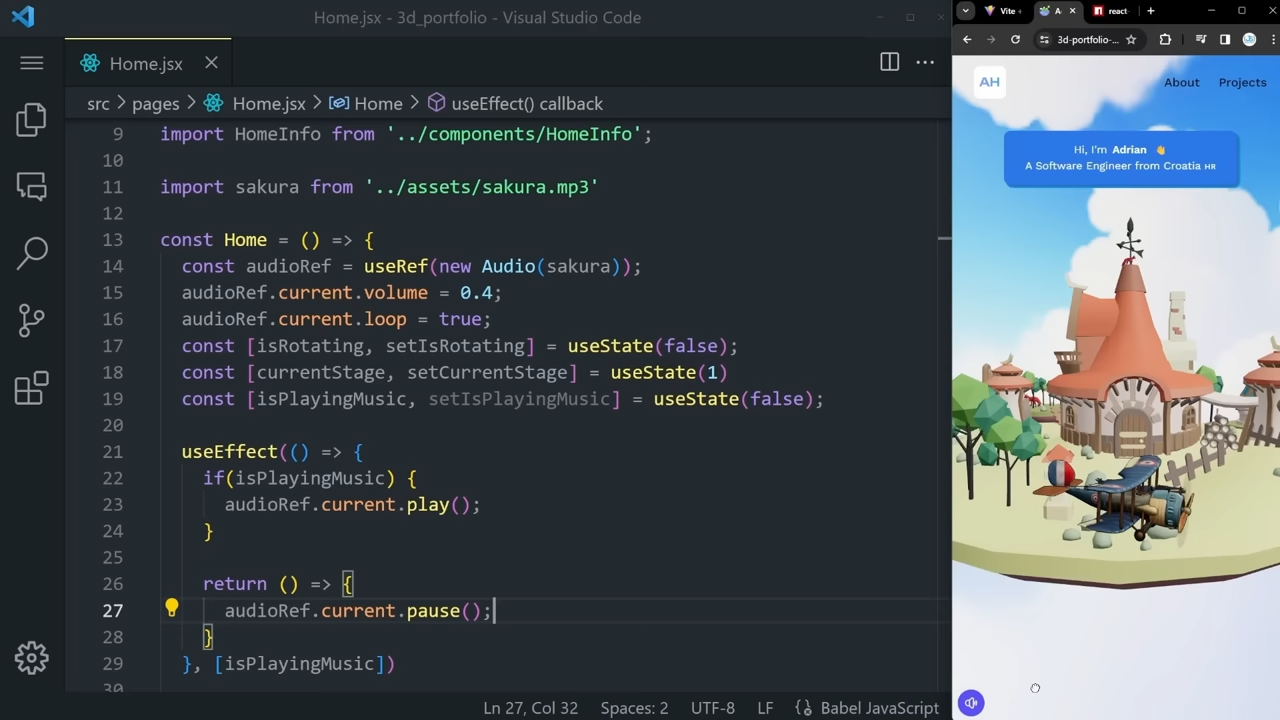 Home.jsx - 3d_portfolio - Visual Studio Code
Home.jsx
src > pages > Home.jsx > Home > useEffect() callback
9 import HomeInfo from '../components/HomeInfo';
10
11 import sakura from '../assets/sakura.mp3'
12
13 const Home = () => {
14 const audioRef = useRef(new Audio(sakura));
15 audioRef.current.volume = 0.4;
16 audioRef.current.loop = true;
17 const [isRotating, setIsRotating] = useState(false);
18 const [currentStage, setCurrentStage] = useState(1)
19 const [isPlayingMusic, setIsPlayingMusic] = useState(false);
20
21 useEffect(() => {
22 if(isPlayingMusic) {
23 audioRef.current.play();
24 }
25
26 return () => {
27 audioRef.current.pause();
28 }
29 }, [isPlayingMusic])
30
Ln 27, Col 32 Spaces: 2 UTF-8 LF Babel JavaScript
Vite + react
3d-portfolio-...
AH About Projects
Hi, I'm Adrian 👋
A Software Engineer from Croatia HR